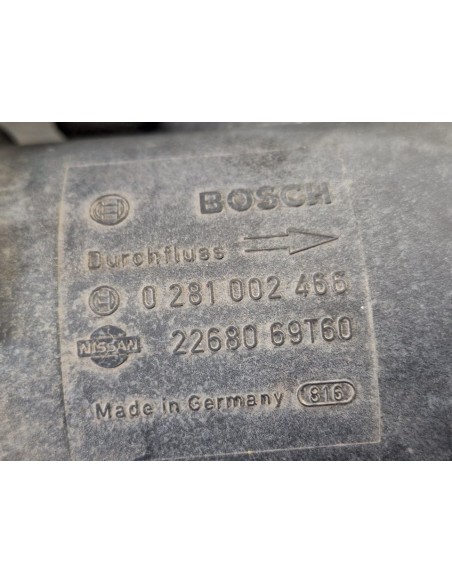 BOSCH
Durchfluss
0 281 002 466
NISSAN 22680 69T60
Made in Germany 816